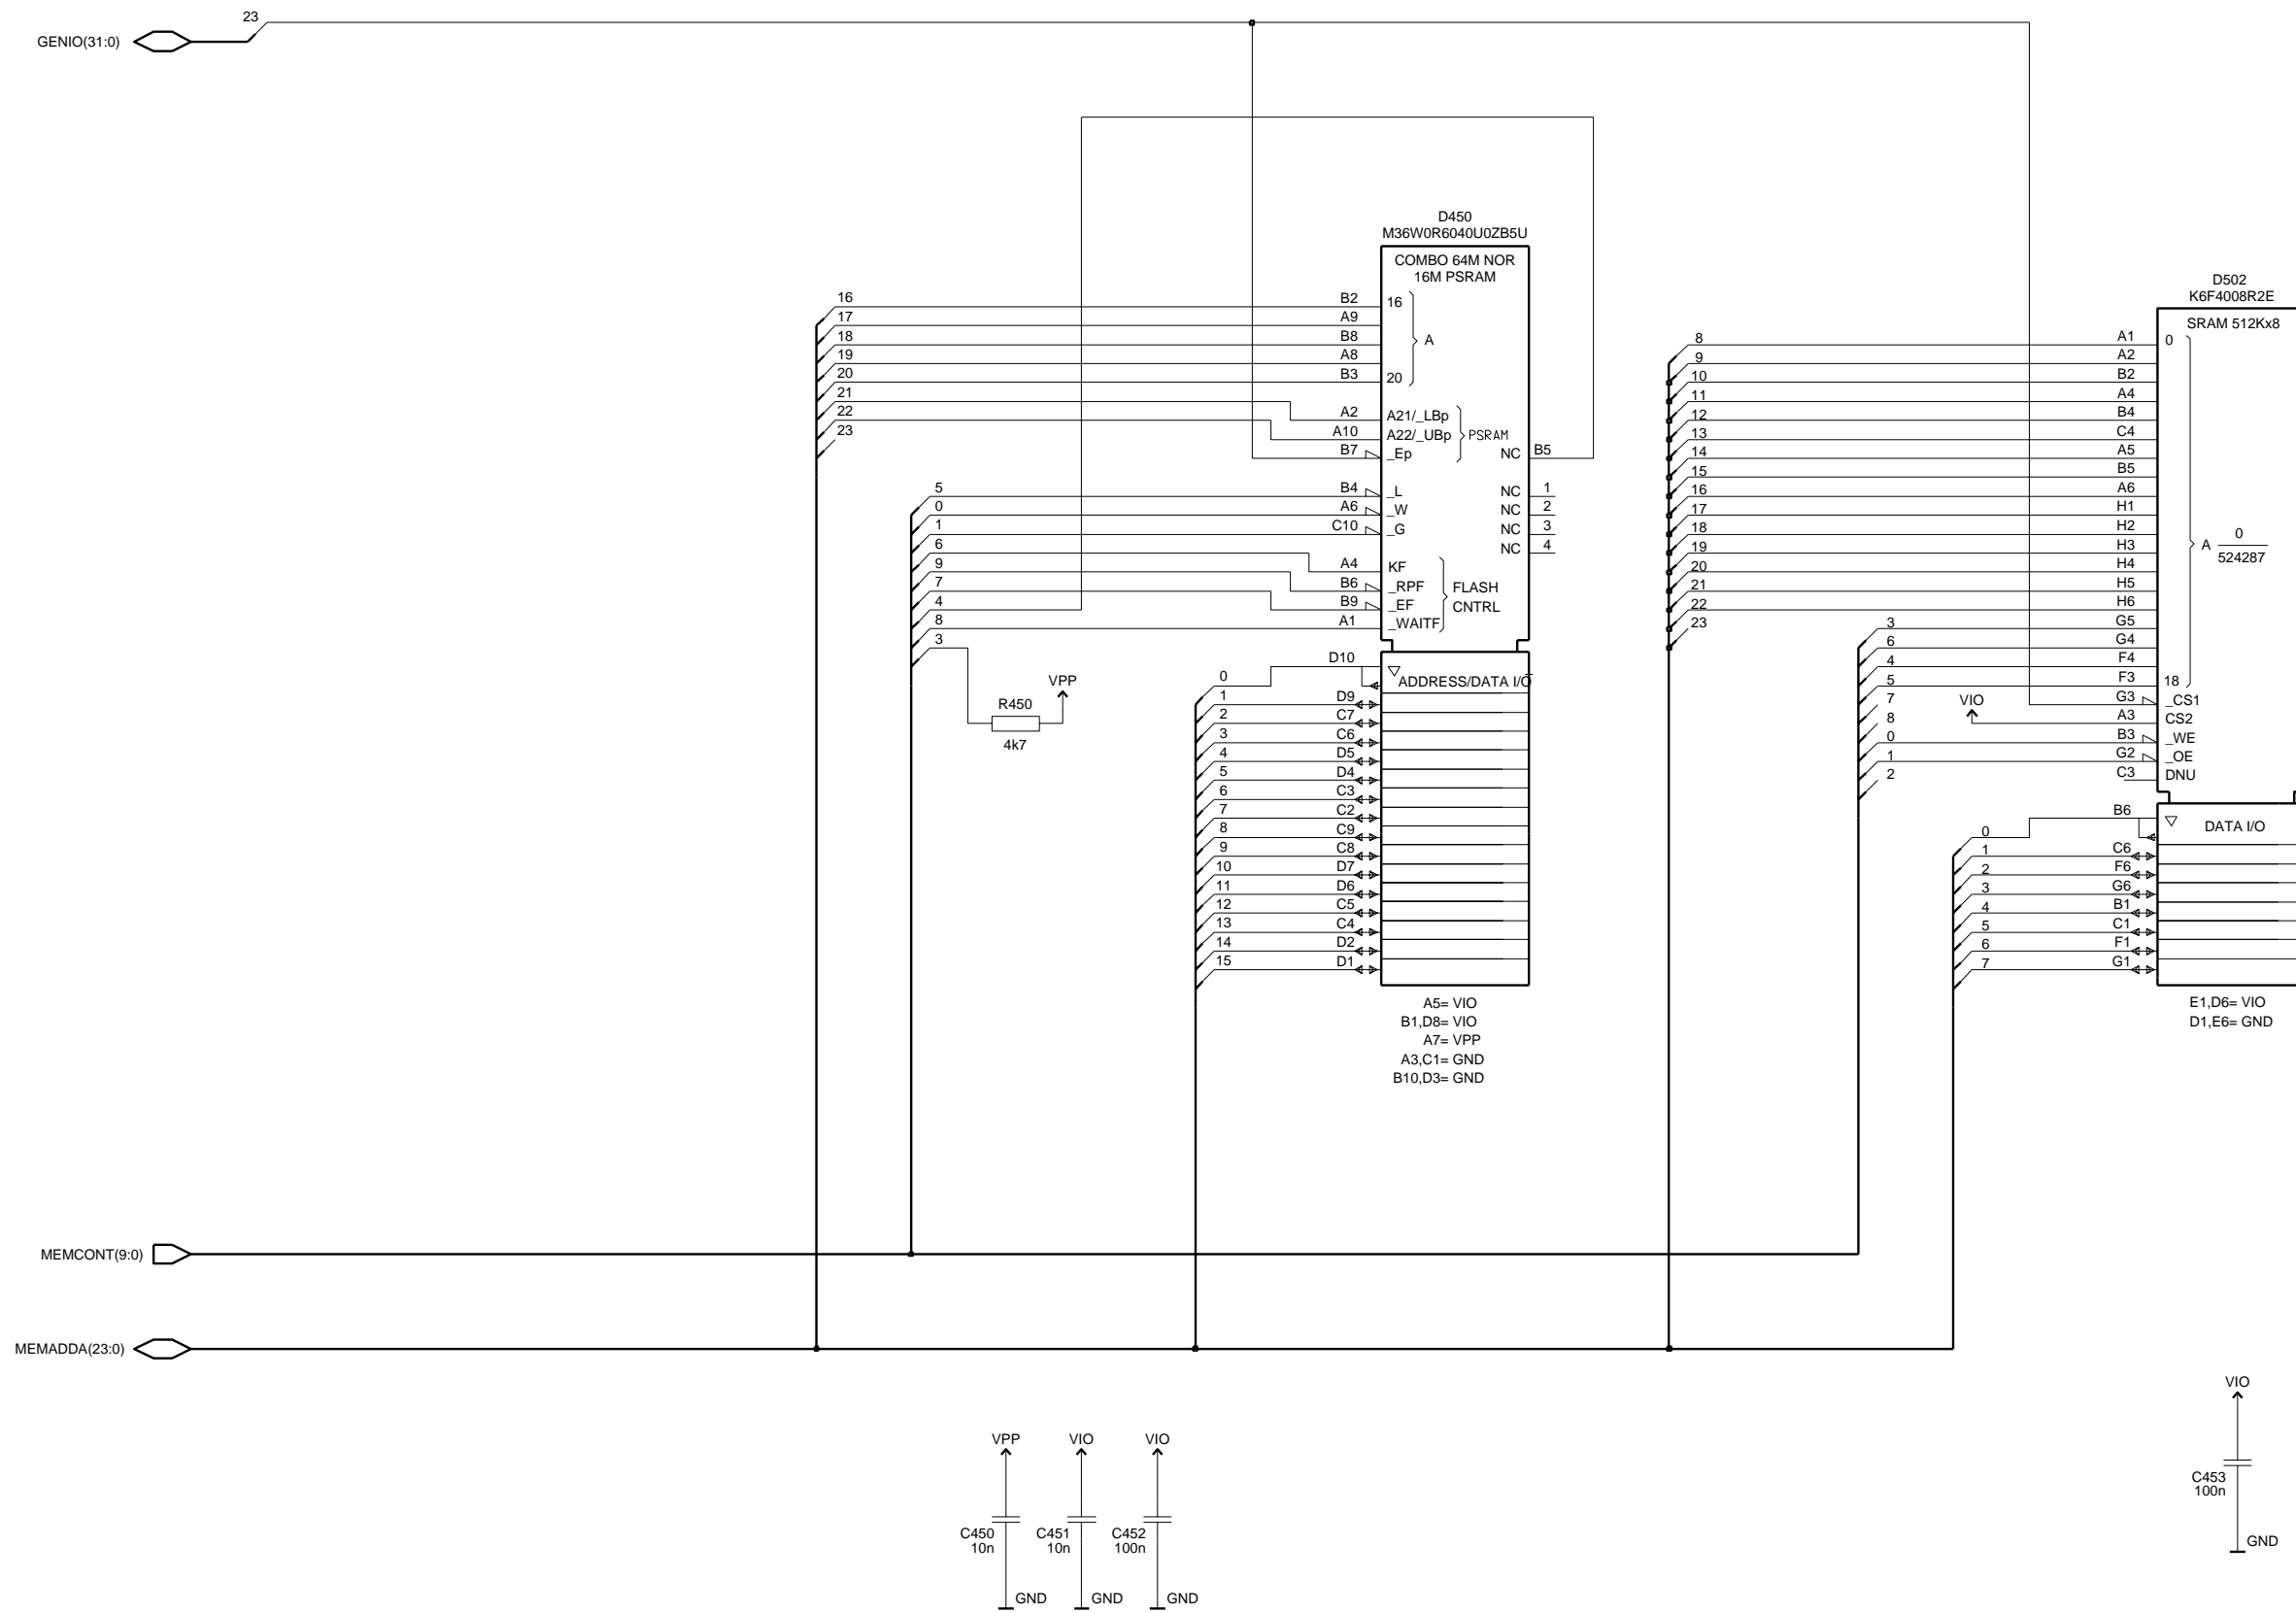 23
GENIO(31:0)
D450
M36W0R6040U0ZB5U
COMBO 64M NOR
16M PSRAM
16 B2 16
17 A9
18 B8 A
19 A8
20 B3 20
21 A2 A21/_LBp
22 A10 A22/_UBp PSRAM
23 B7 _Ep NC B5
5 B4 _L NC 1
0 A6 _W NC 2
1 C10 _G NC 3
6 NC 4
9 A4 KF
7 B6 _RPF FLASH
4 B9 _EF CNTRL
8 A1 _WAITF
3
VPP
R450
4k7
D10
0 ADDRESS/DATA I/O
1 D9
2 C7
3 C6
4 D5
5 D4
6 C3
7 C2
8 C9
9 C8
10 D7
11 D6
12 C5
13 C4
14 D2
15 D1
A5= VIO
B1,D8= VIO
A7= VPP
A3,C1= GND
B10,D3= GND
D502
K6F4008R2E
SRAM 512Kx8
8 A1 0
9 A2
10 B2
11 A4
12 B4
13 C4
14 A5
15 B5
16 A6
17 H1
18 H2 0
19 H3 A
20 H4 524287
21 H5
22 H6
23 3 G5
6 G4
4 F4
5 F3 18
7 VIO G3 _CS1
8 A3 CS2
0 B3 _WE
1 G2 _OE
2 C3 DNU
B6
0 DATA I/O
1 C6
2 F6
3 G6
4 B1
5 C1
6 F1
7 G1
E1,D6= VIO
D1,E6= GND
MEMCONT(9:0)
MEMADDA(23:0)
VPP VIO VIO
C450 C451 C452
10n 10n 100n
GND GND GND
VIO
C453
100n
GND